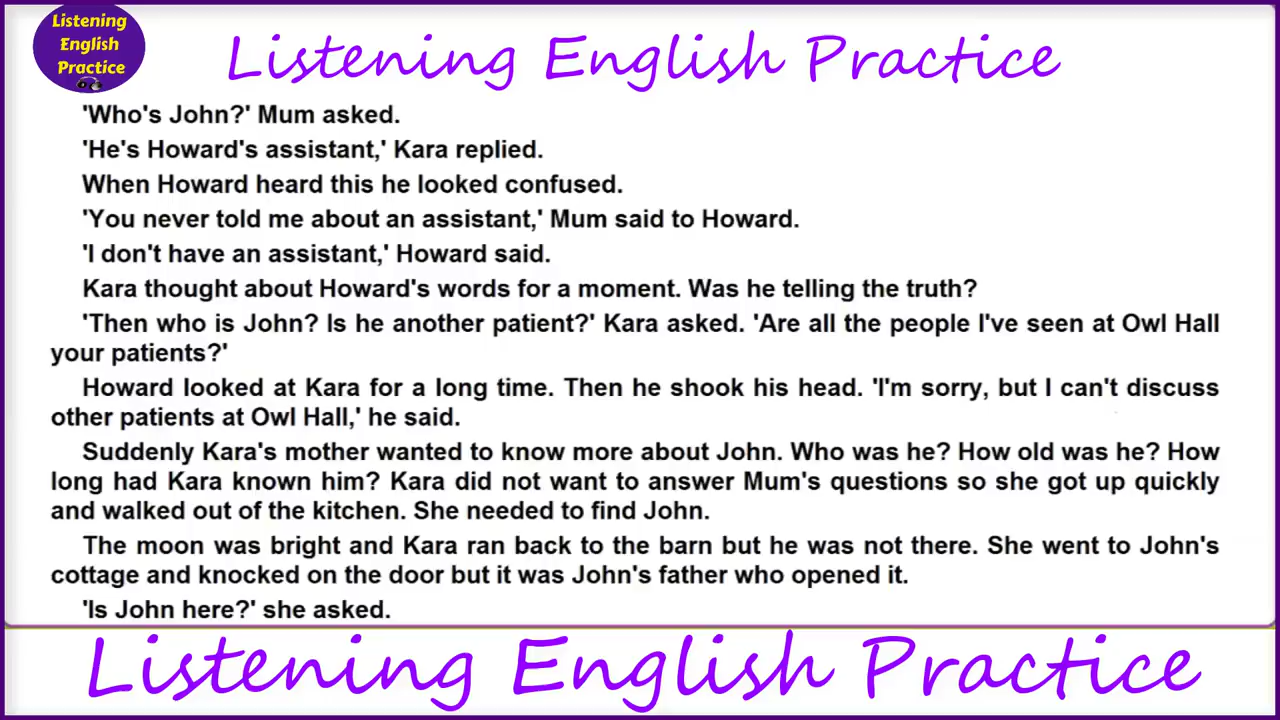 Listening
English
Practice
Listening English Practice
'Who's John?' Mum asked.
'He's Howard's assistant,' Kara replied.
When Howard heard this he looked confused.
'You never told me about an assistant,' Mum said to Howard.
'I don't have an assistant,' Howard said.
Kara thought about Howard's words for a moment. Was he telling the truth?
'Then who is John? Is he another patient?' Kara asked. 'Are all the people I've seen at Owl Hall
your patients?'
Howard looked at Kara for a long time. Then he shook his head. 'I'm sorry, but I can't discuss
other patients at Owl Hall,' he said.
Suddenly Kara's mother wanted to know more about John. Who was he? How old was he? How
long had Kara known him? Kara did not want to answer Mum's questions so she got up quickly
and walked out of the kitchen. She needed to find John.
The moon was bright and Kara ran back to the barn but he was not there. She went to John's
cottage and knocked on the door but it was John's father who opened it.
'Is John here?' she asked.
Listening English Practice